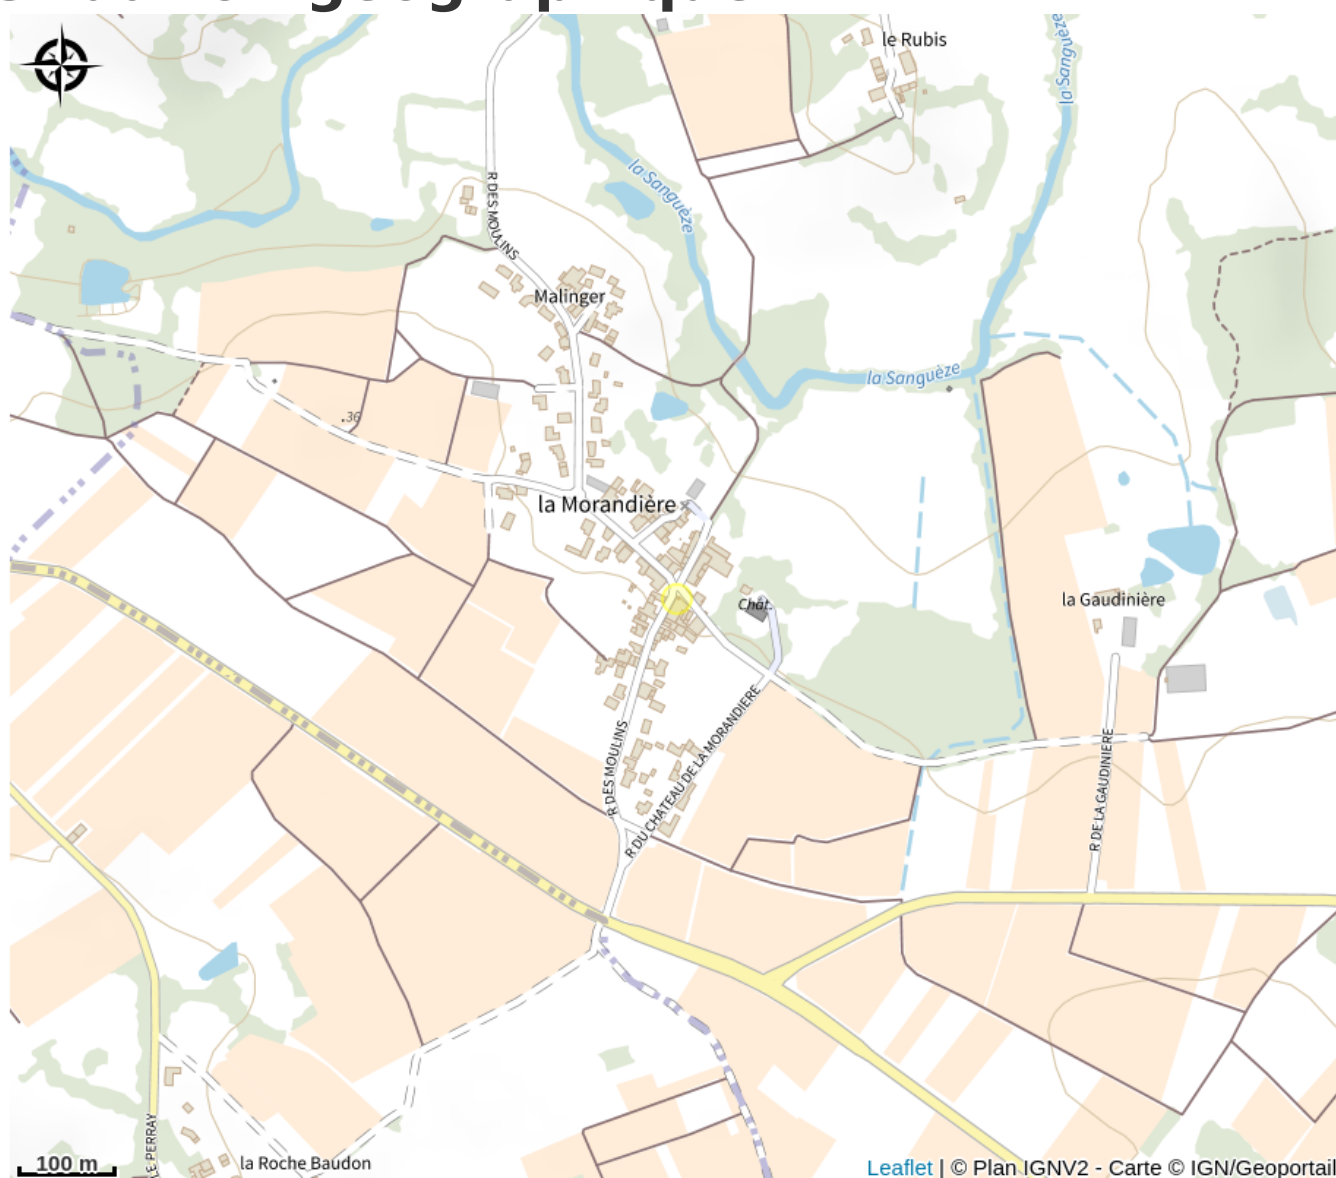 le Rubis
la Sanguèze
la Sanguèze
R DES MOULINS
Malinger
la Sanguèze
.36
la Morandière
Chât.
la Gaudinière
R DES MOULINS
R DU CHATEAU DE LA MORANDIERE
R DE LA GAUDINIERE
LE PERRAY
la Roche Baudon
100 m
Leaflet | © Plan IGNV2 - Carte © IGN/Geoportail